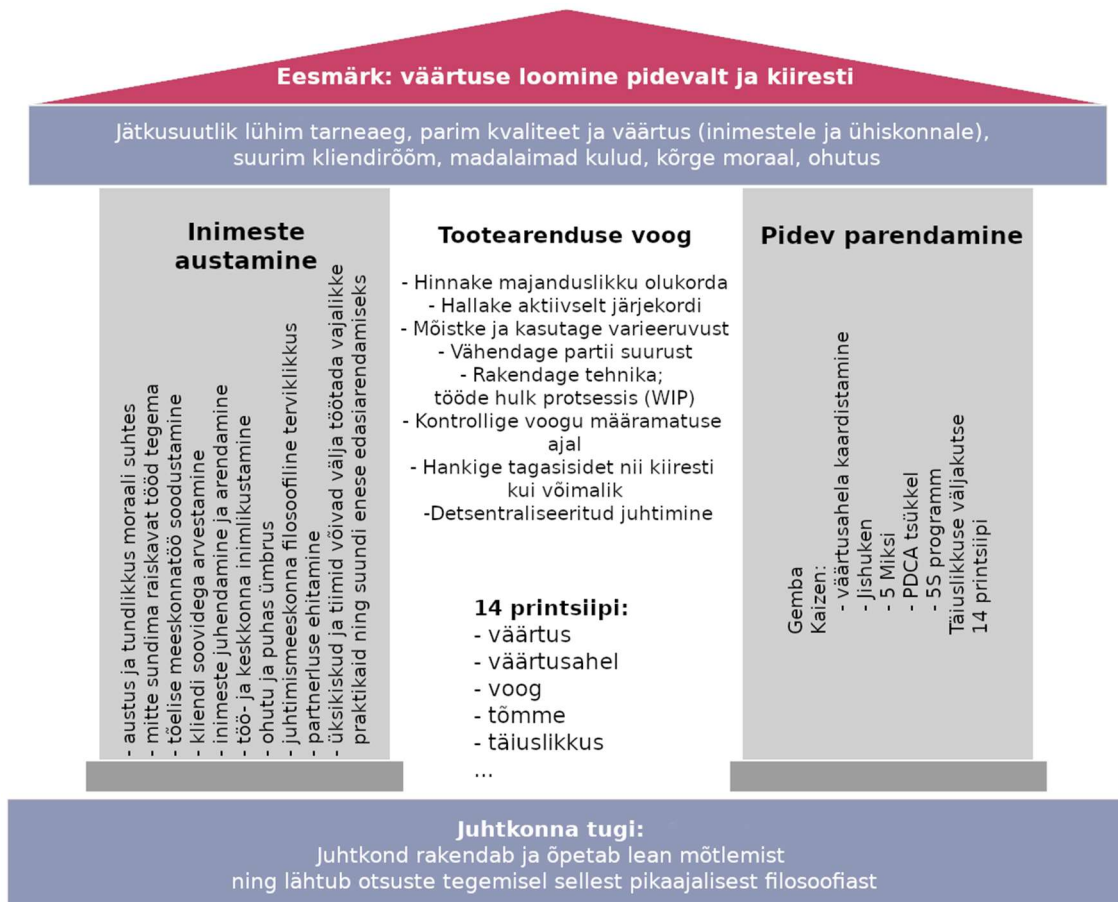 Eesmärk: väärtuse loomine pidevalt ja kiiresti
Jätkusuutlik lühim tarneaeg, parim kvaliteet ja väärtus (inimestele ja ühiskonnale),
suurim kliendirõõm, madalaimad kulud, kõrge moraal, ohutus
Inimeste
austamine
- austus ja tundlikkus moraali suhtes
- mitte sundima raiskavat tööd tegema
- tõelise meeskonnatöö soodustamine
- kliendi soovidega arvestamine
- inimeste juhendamine ja arendamine
- töö- ja keskkonna inimlikustamine
- ohutu ja puhas ümbrus
- juhtimismeeskonna filosoofiline terviklikkus
- partnerluse ehitamine
- üksikiskud ja tiimid võivad välja töötada vajalikke
praktikaid ning suundi enese edasiarendamiseks
Tootearenduse voog
- Hinnake majanduslikku olukorda
- Hallake aktiivselt järjekordi
- Mõistke ja kasutage varieeruvust
- Vähendage partii suurust
- Rakendage tehnika;
tööde hulk protsessis (WIP)
- Kontrollige voogu määramatuse
ajal
- Hankige tagasisidet nii kiiresti
kui võimalik
-Detsentraliseeritud juhtimine
14 printsiipi:
- väärtus
- väärtusahel
- voog
- tõmme
- täiuslikkus
...
Pidev parendamine
Gemba
Kaizen:
- väärtusahela kaardistamine
- Jishuken
- 5 Miksi
- PDCA tsükkel
- 5S programm
Täiuslikkuse väljakutse
14 printsiipi
Juhtkonna tugi:
Juhtkond rakendab ja õpetab lean mõtlemist
ning lähtub otsuste tegemisel sellest pikaajalisest filosoofiast